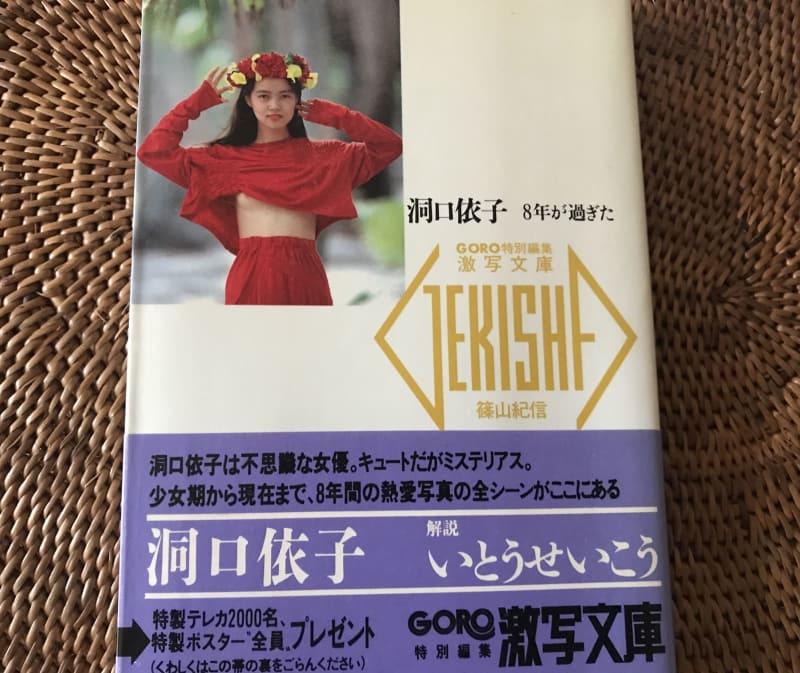 洞口依子 8年が過ぎた
GORO特別編集
激写文庫
GEKISHA
篠山紀信
洞口依子は不思議な女優。キュートだがミステリアス。
少女期から現在まで、8年間の熱愛写真の全シーンがここにある
洞口依子
解説
いとうせいこう
特製テレカ2000名、
特製ポスター"全員"プレゼント
(くわしくはこの帯の裏をごらんください)
GORO
特別編集
激写文庫